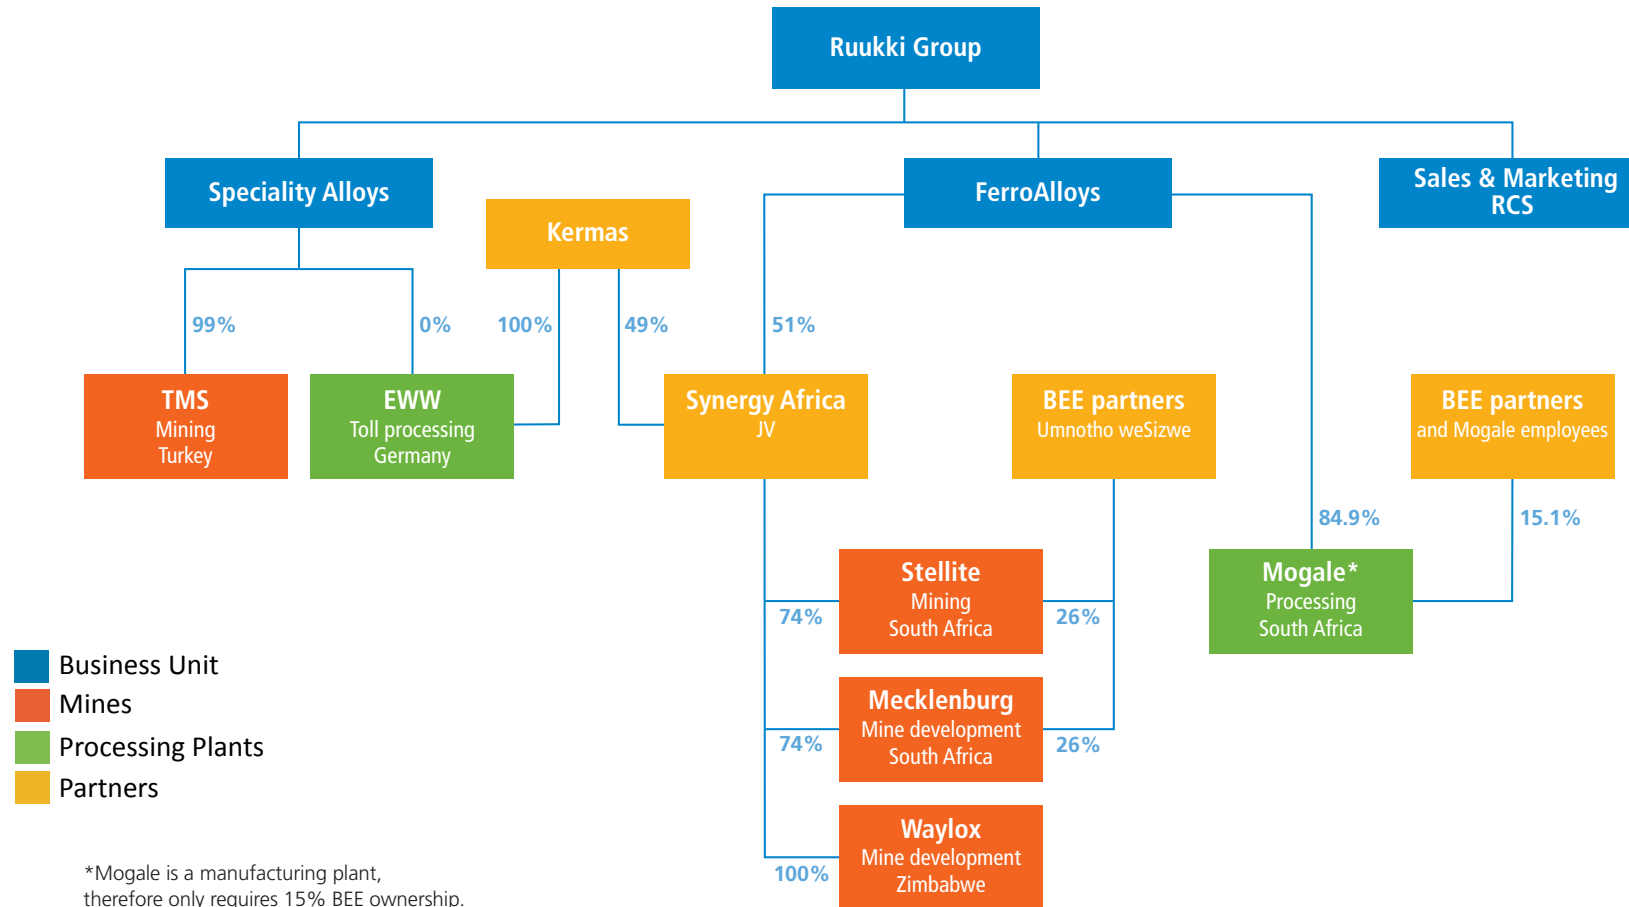 Ruukki Group
Speciality Alloys
FerroAlloys
Sales & Marketing
RCS
Kermas
99%
0%
100%
49%
51%
TMS
Mining
Turkey
EWW
Toll processing
Germany
Synergy Africa
JV
BEE partners
Umnotho weSizwe
BEE partners
and Mogale employees
84.9%
15.1%
Stellite
Mining
South Africa
74%
26%
Mogale*
Processing
South Africa
Mecklenburg
Mine development
South Africa
74%
26%
Waylox
Mine development
Zimbabwe
100%
Business Unit
Mines
Processing Plants
Partners
*Mogale is a manufacturing plant,
therefore only requires 15% BEE ownership.